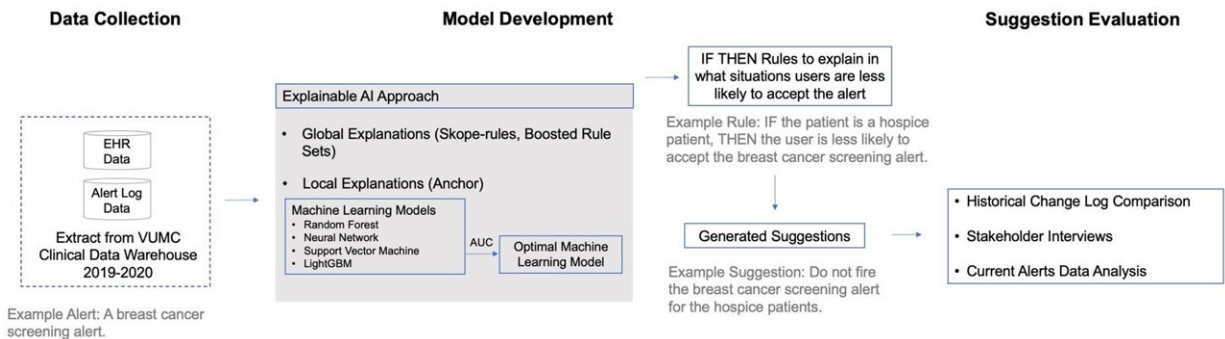 Data Collection
Model Development
Suggestion Evaluation
EHR
Data
Alert Log
Data
Extract from VUMC
Clinical Data Warehouse
2019-2020
Example Alert: A breast cancer
screening alert.
Explainable AI Approach
• Global Explanations (Skope-rules, Boosted Rule
Sets)
• Local Explanations (Anchor)
Machine Learning Models
• Random Forest
• Neural Network
• Support Vector Machine
• LightGBM
AUC
Optimal Machine
Learning Model
IF THEN Rules to explain in
what situations users are less
likely to accept the alert
Example Rule: IF the patient is a hospice
patient, THEN the user is less likely to
accept the breast cancer screening alert.
Generated Suggestions
Example Suggestion: Do not fire
the breast cancer screening alert
for the hospice patients.
• Historical Change Log Comparison
• Stakeholder Interviews
• Current Alerts Data Analysis